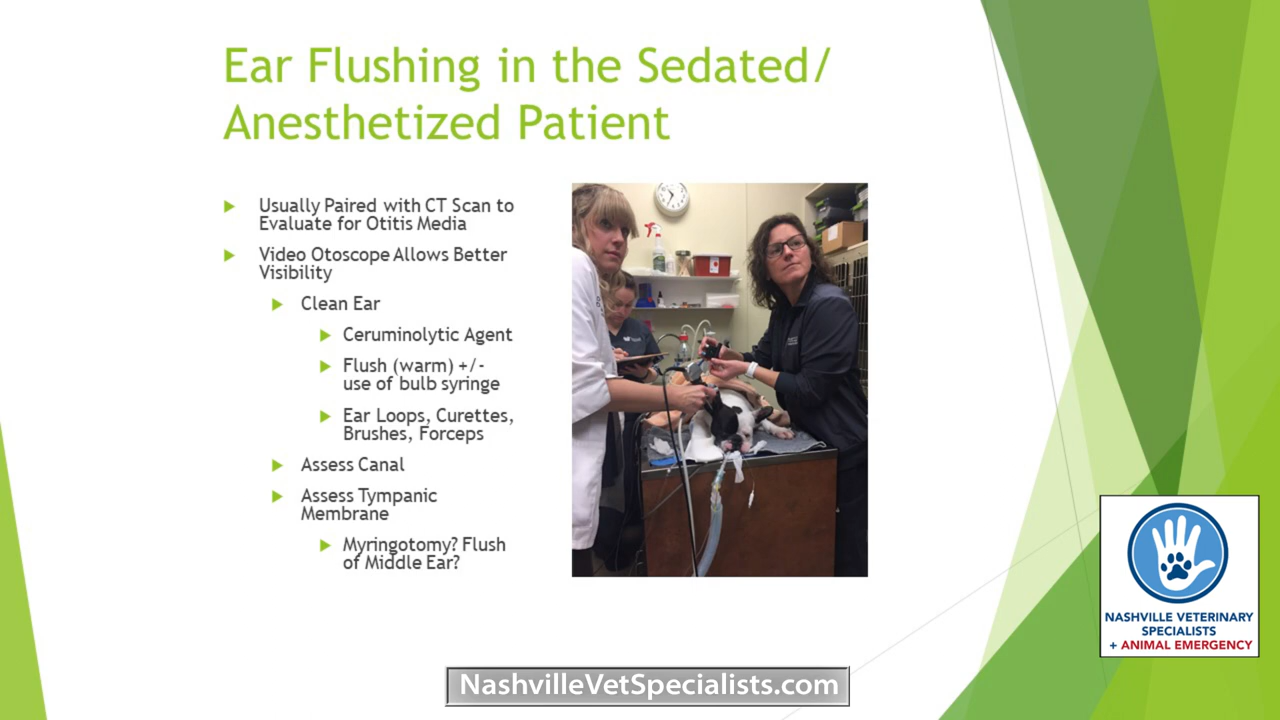 Ear Flushing in the Sedated/
Anesthetized Patient
Usually Paired with CT Scan to
Evaluate for Otitis Media
Video Otoscope Allows Better
Visibility
Clean Ear
Ceruminolytic Agent
Flush (warm) +/-
use of bulb syringe
Ear Loops, Curettes,
Brushes, Forceps
Assess Canal
Assess Tympanic
Membrane
Myringotomy? Flush
of Middle Ear?
NASHVILLE VETERINARY
SPECIALISTS
+ ANIMAL EMERGENCY
NashvilleVetSpecialists.com